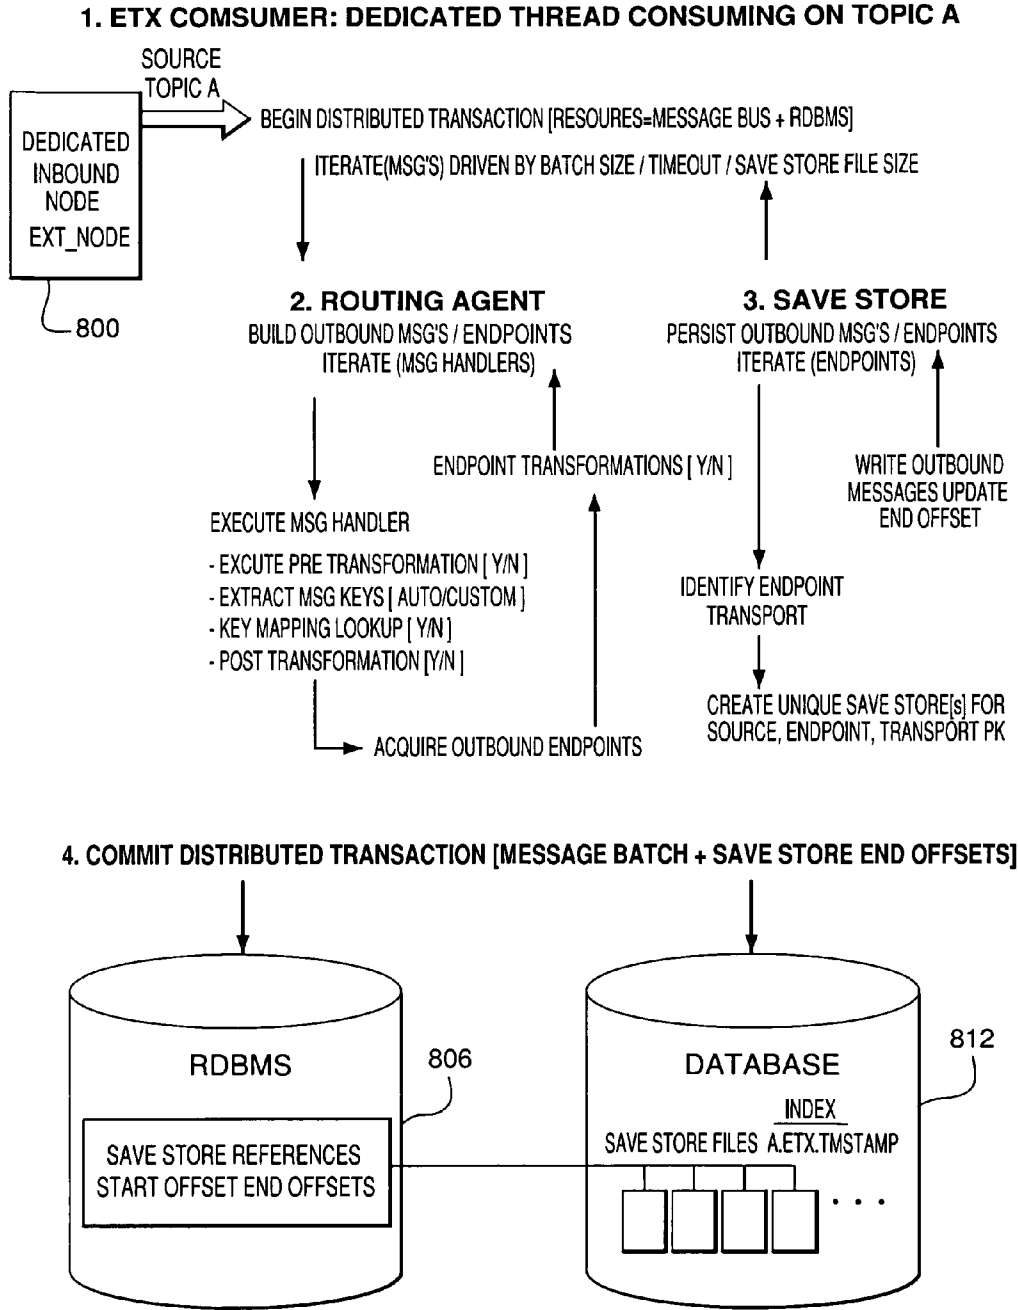 1. ETX COMSUMER: DEDICATED THREAD CONSUMING ON TOPIC A
SOURCE
TOPIC A
DEDICATED
INBOUND
NODE
EXT_NODE
800
BEGIN DISTRIBUTED TRANSACTION [RESOURES=MESSAGE BUS + RDBMS]
ITERATE(MSG'S) DRIVEN BY BATCH SIZE / TIMEOUT / SAVE STORE FILE SIZE
2. ROUTING AGENT
BUILD OUTBOUND MSG'S / ENDPOINTS
ITERATE (MSG HANDLERS)
ENDPOINT TRANSFORMATIONS [ Y/N ]
EXECUTE MSG HANDLER
- EXCUTE PRE TRANSFORMATION [ Y/N ]
- EXTRACT MSG KEYS [ AUTO/CUSTOM ]
- KEY MAPPING LOOKUP [ Y/N ]
- POST TRANSFORMATION [Y/N ]
ACQUIRE OUTBOUND ENDPOINTS
3. SAVE STORE
PERSIST OUTBOUND MSG'S / ENDPOINTS
ITERATE (ENDPOINTS)
WRITE OUTBOUND
MESSAGES UPDATE
END OFFSET
IDENTIFY ENDPOINT
TRANSPORT
CREATE UNIQUE SAVE STORE[s] FOR
SOURCE, ENDPOINT, TRANSPORT PK
4. COMMIT DISTRIBUTED TRANSACTION [MESSAGE BATCH + SAVE STORE END OFFSETS]
RDBMS
806
SAVE STORE REFERENCES
START OFFSET END OFFSETS
DATABASE
812
INDEX
SAVE STORE FILES A.ETX.TMSTAMP
. . .